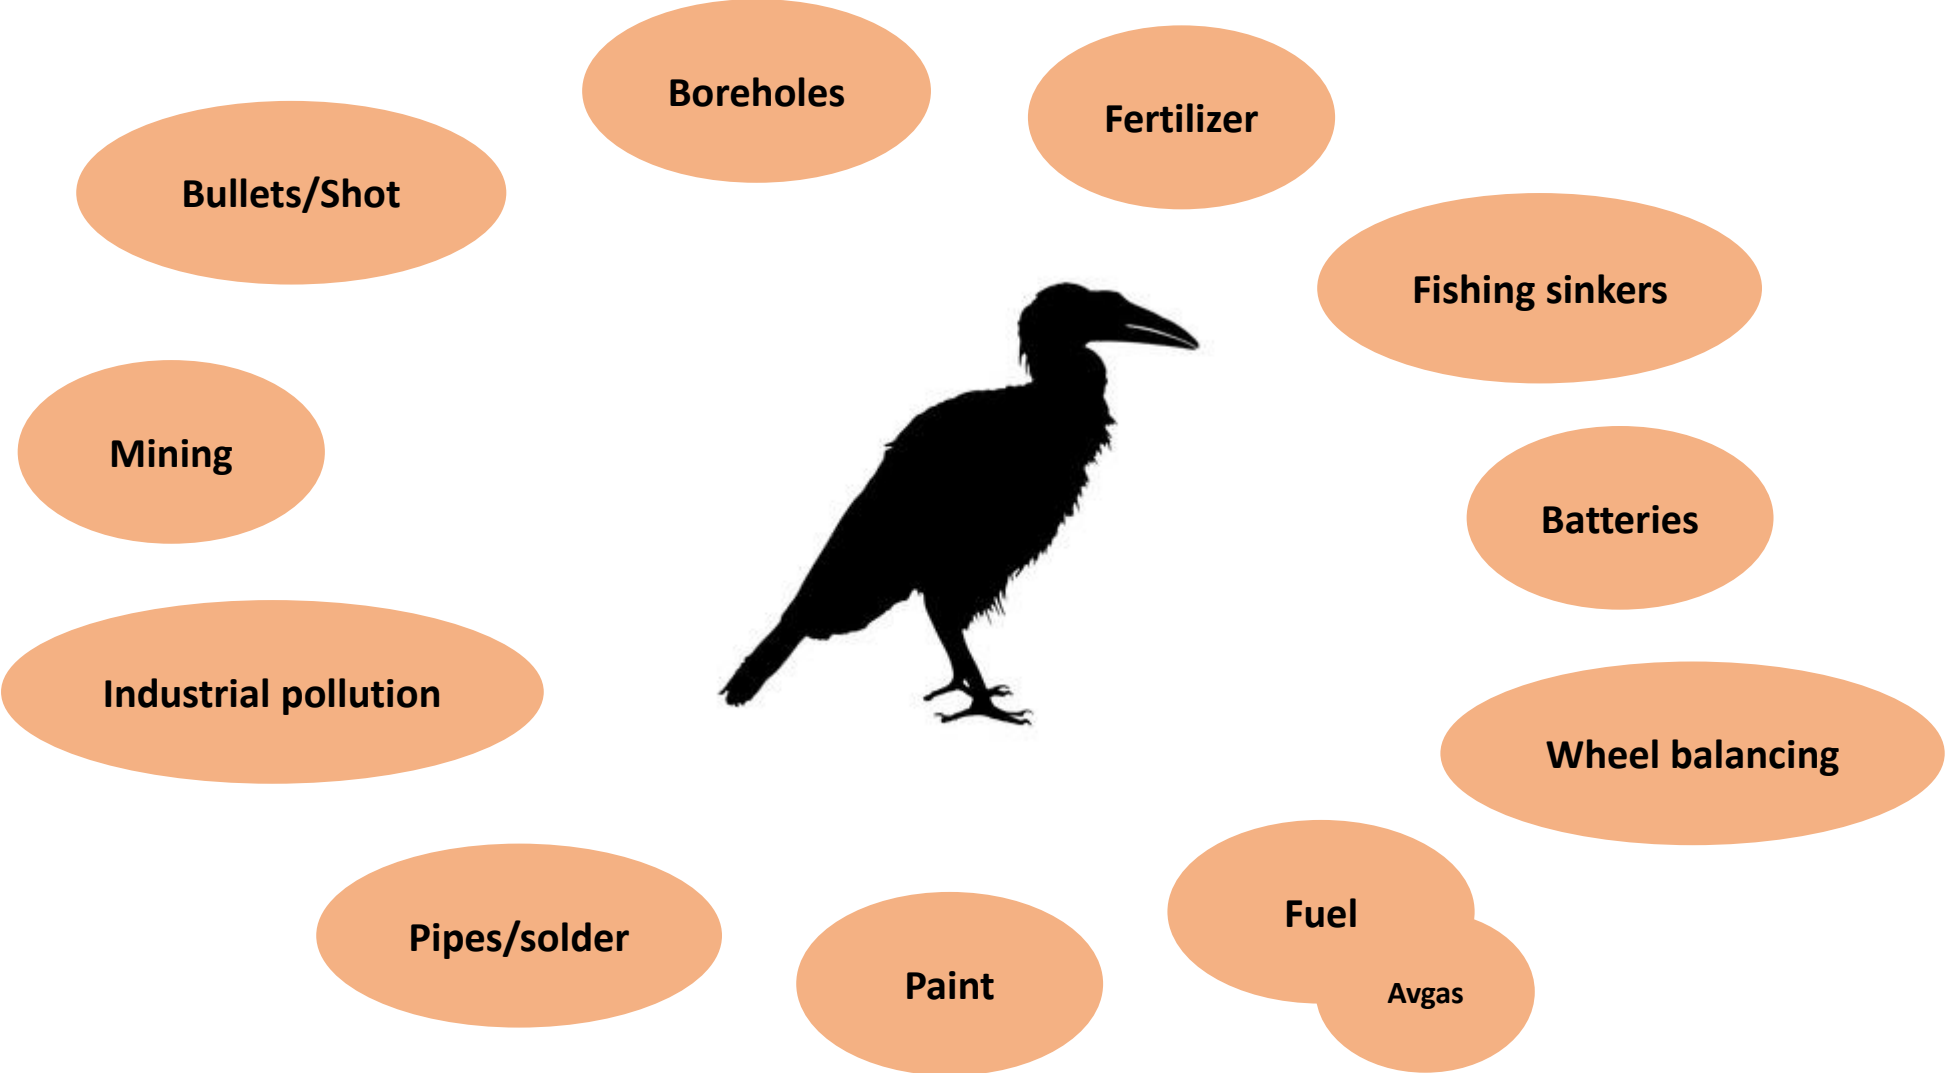 Boreholes
Fertilizer
Bullets/Shot
Fishing sinkers
Mining
Batteries
Industrial pollution
Wheel balancing
Fuel
Pipes/solder
Paint
Avgas